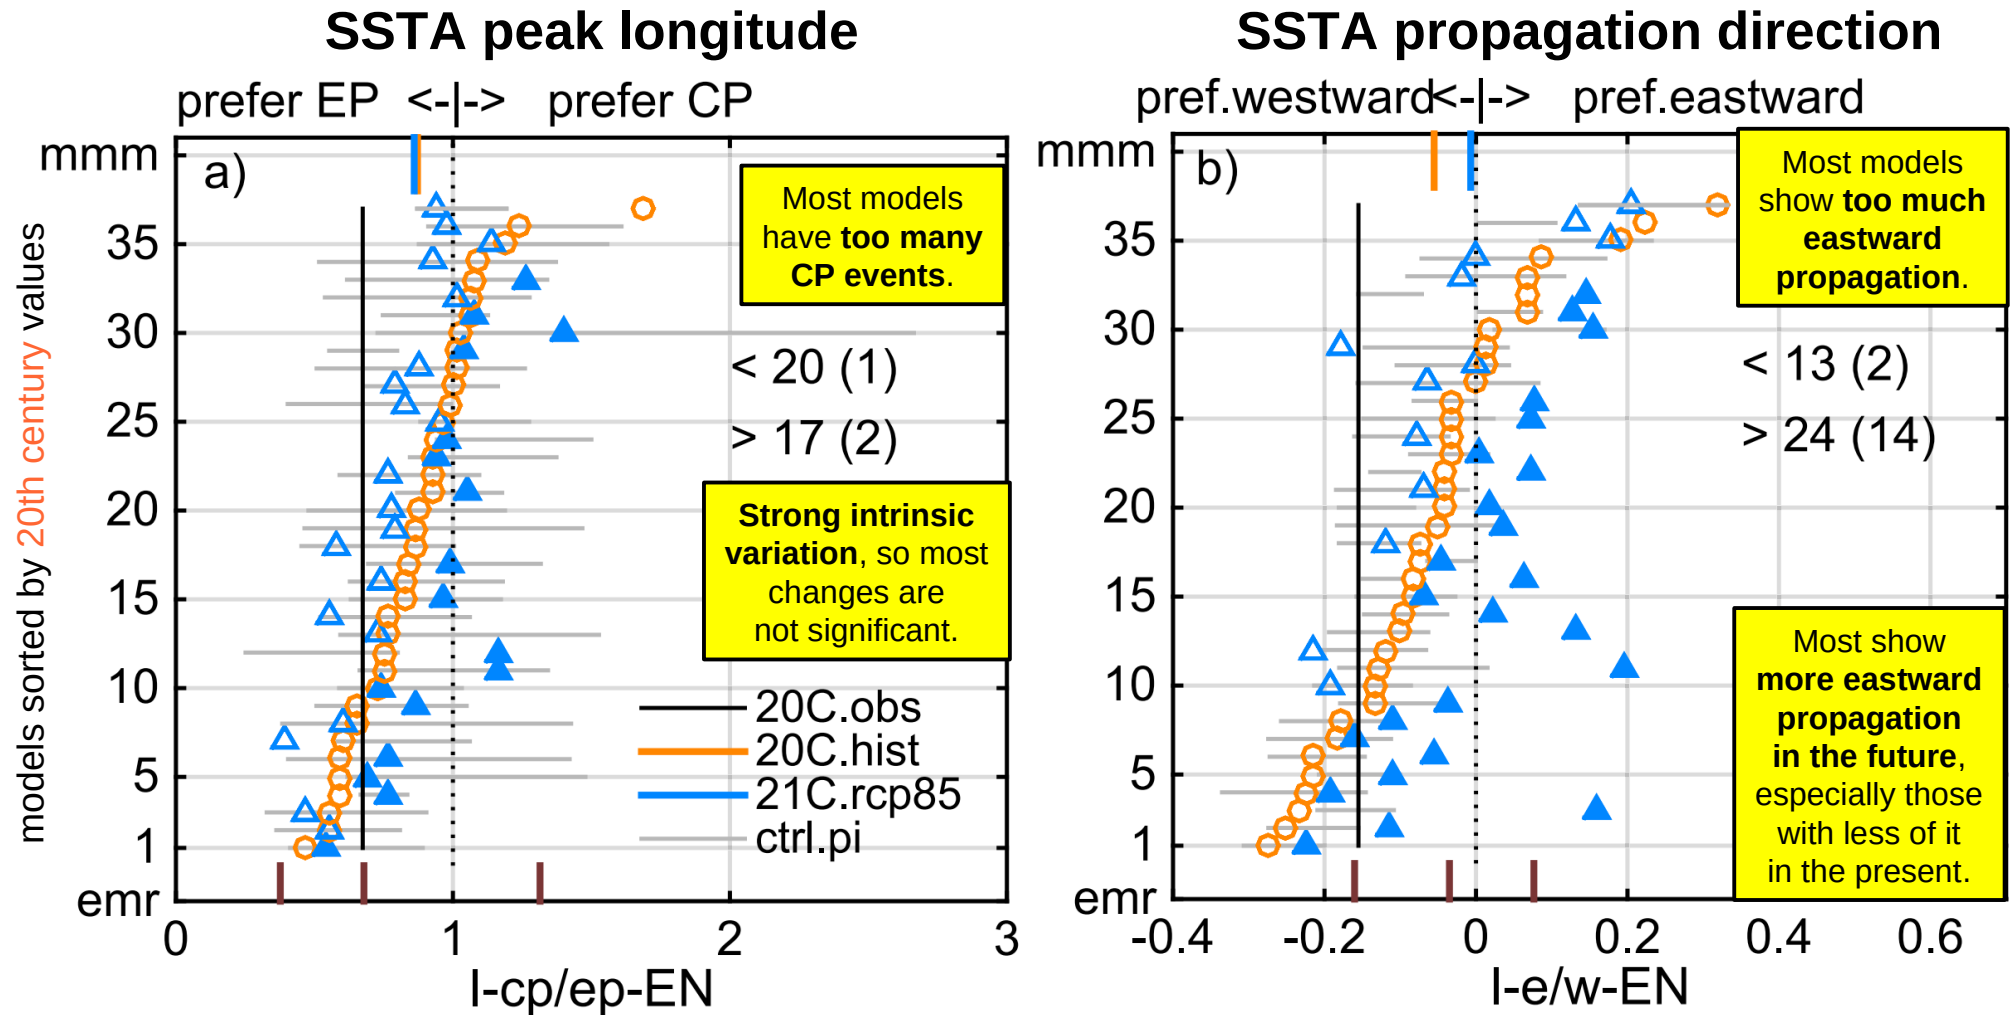 SSTA peak longitude
prefer EP <-|-> prefer CP
a)
mmm
35
30
25
20
15
10
5
1
emr
models sorted by 20th century values
Most models
have too many
CP events.
< 20 (1)
> 17 (2)
Strong intrinsic
variation, so most
changes are
not significant.
20C.obs
20C.hist
21C.rcp85
ctrl.pi
0 1 2 3
I-cp/ep-EN
SSTA propagation direction
pref.westward<-|-> pref.eastward
b)
mmm
35
30
25
20
15
10
5
1
emr
Most models
show too much
eastward
propagation.
< 13 (2)
> 24 (14)
Most show
more eastward
propagation
in the future,
especially those
with less of it
in the present.
-0.4 -0.2 0 0.2 0.4 0.6
I-e/w-EN